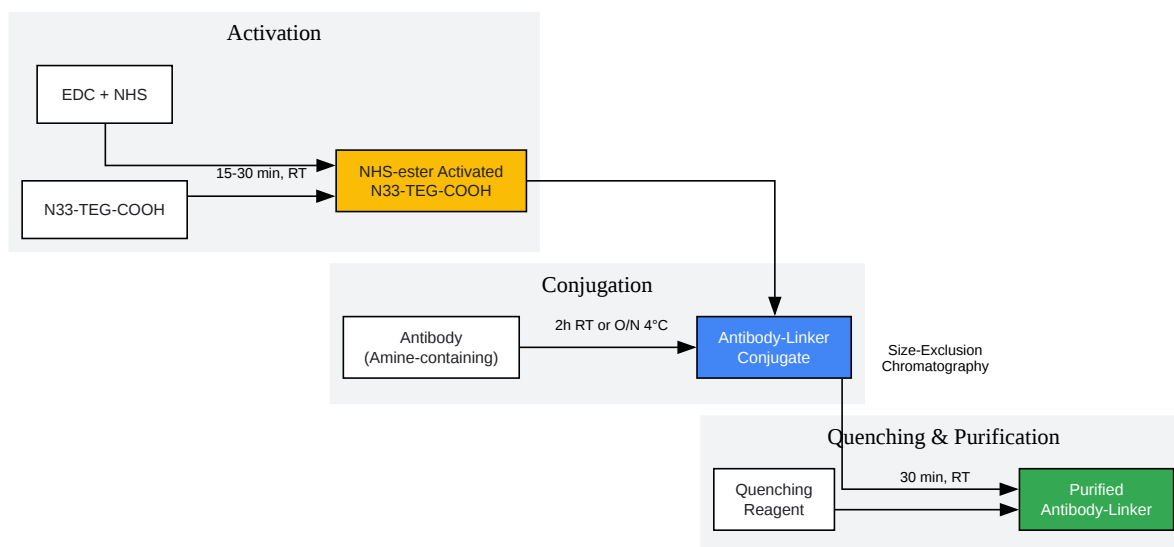 Activation
EDC + NHS
15-30 min, RT
N33-TEG-COOH
NHS-ester Activated
N33-TEG-COOH
Conjugation
Antibody
(Amine-containing)
2h RT or O/N 4°C
Antibody-Linker
Conjugate
Size-Exclusion
Chromatography
Quenching & Purification
Quenching
Reagent
30 min, RT
Purified
Antibody-Linker